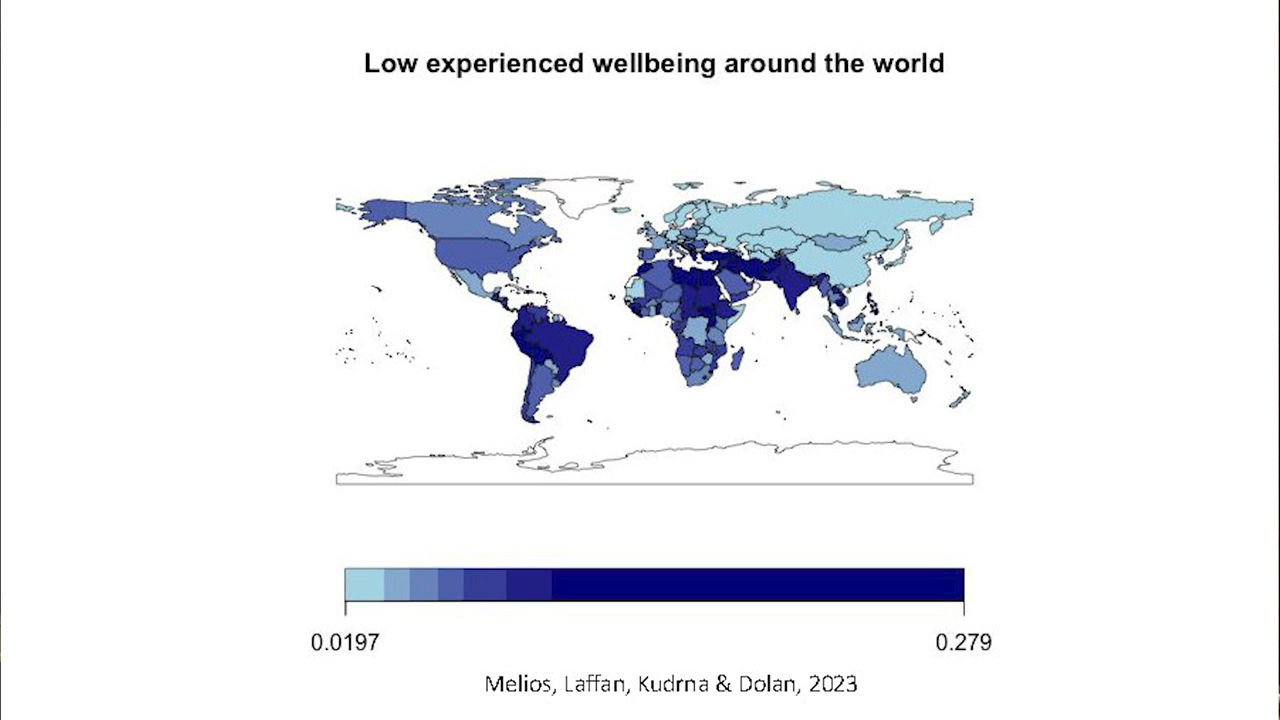 Low experienced wellbeing around the world
0.0197
0.279
Melios, Laffan, Kudrna & Dolan, 2023